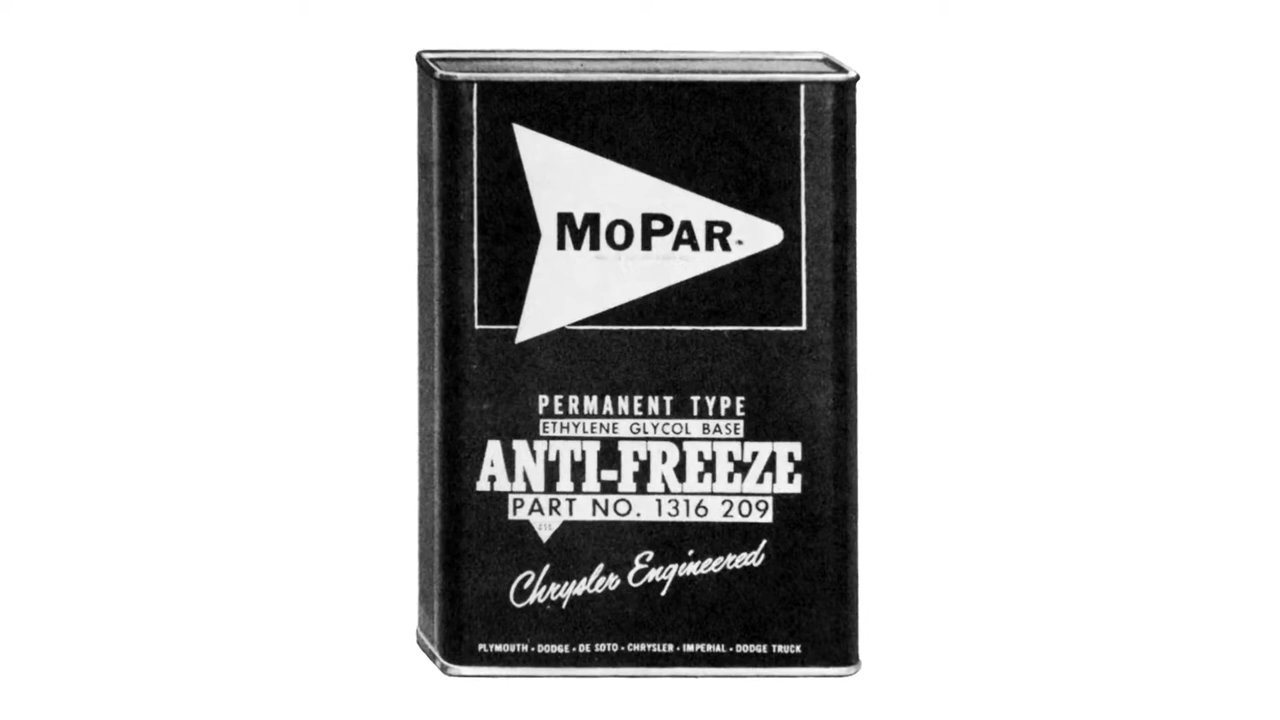 MOPAR
PERMANENT TYPE
ETHYLENE GLYCOL BASE
ANTI-FREEZE
PART NO. 1316 209
Chrysler Engineered
PLYMOUTH • DODGE • DE SOTO • CHRYSLER • IMPERIAL • DODGE TRUCK